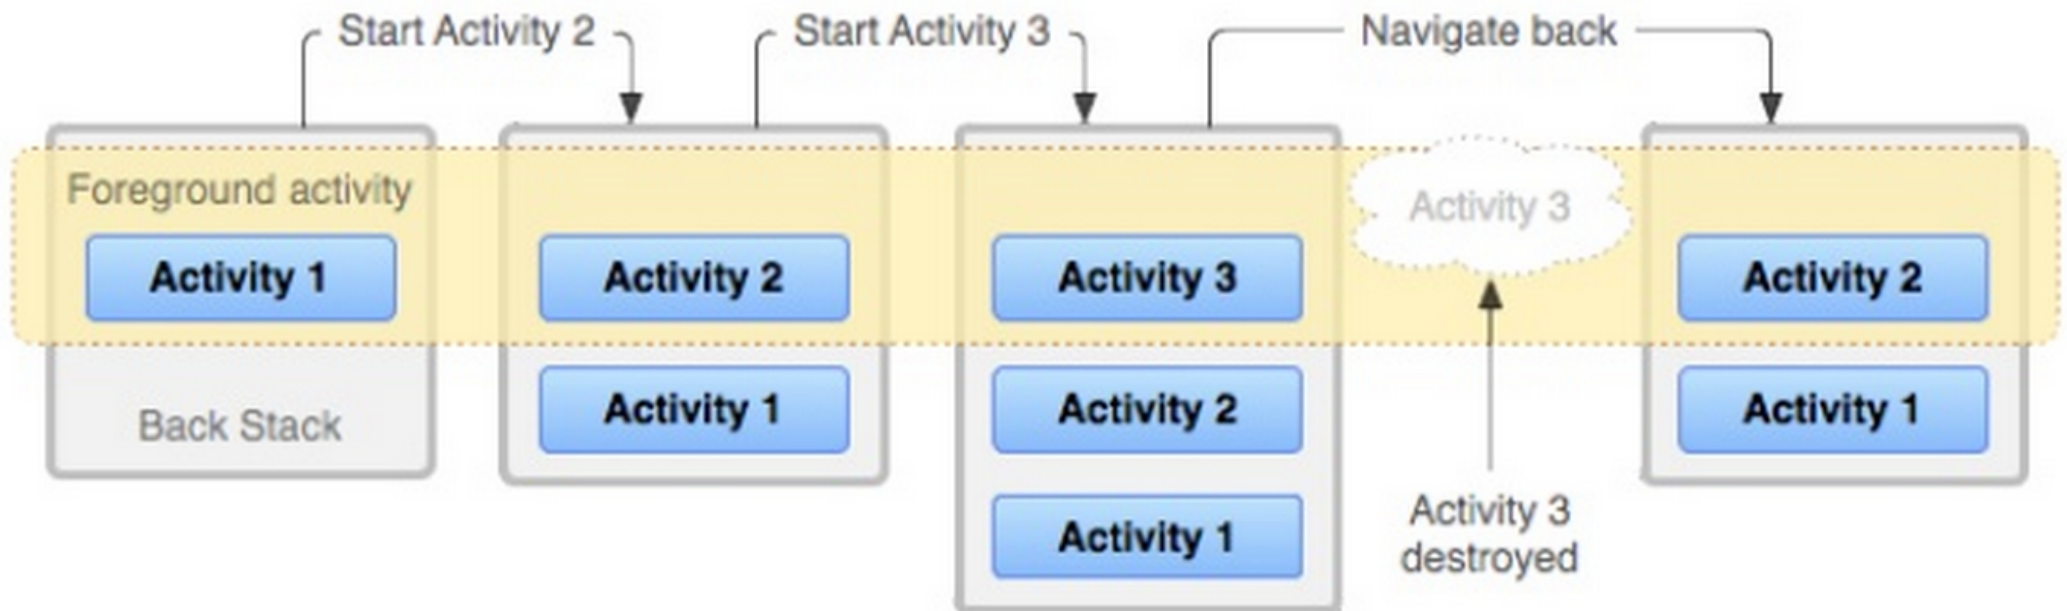 Start Activity 2
Start Activity 3
Navigate back
Foreground activity
Activity 1
Back Stack
Activity 2
Activity 1
Activity 3
Activity 2
Activity 1
Activity 3
Activity 3
destroyed
Activity 2
Activity 1